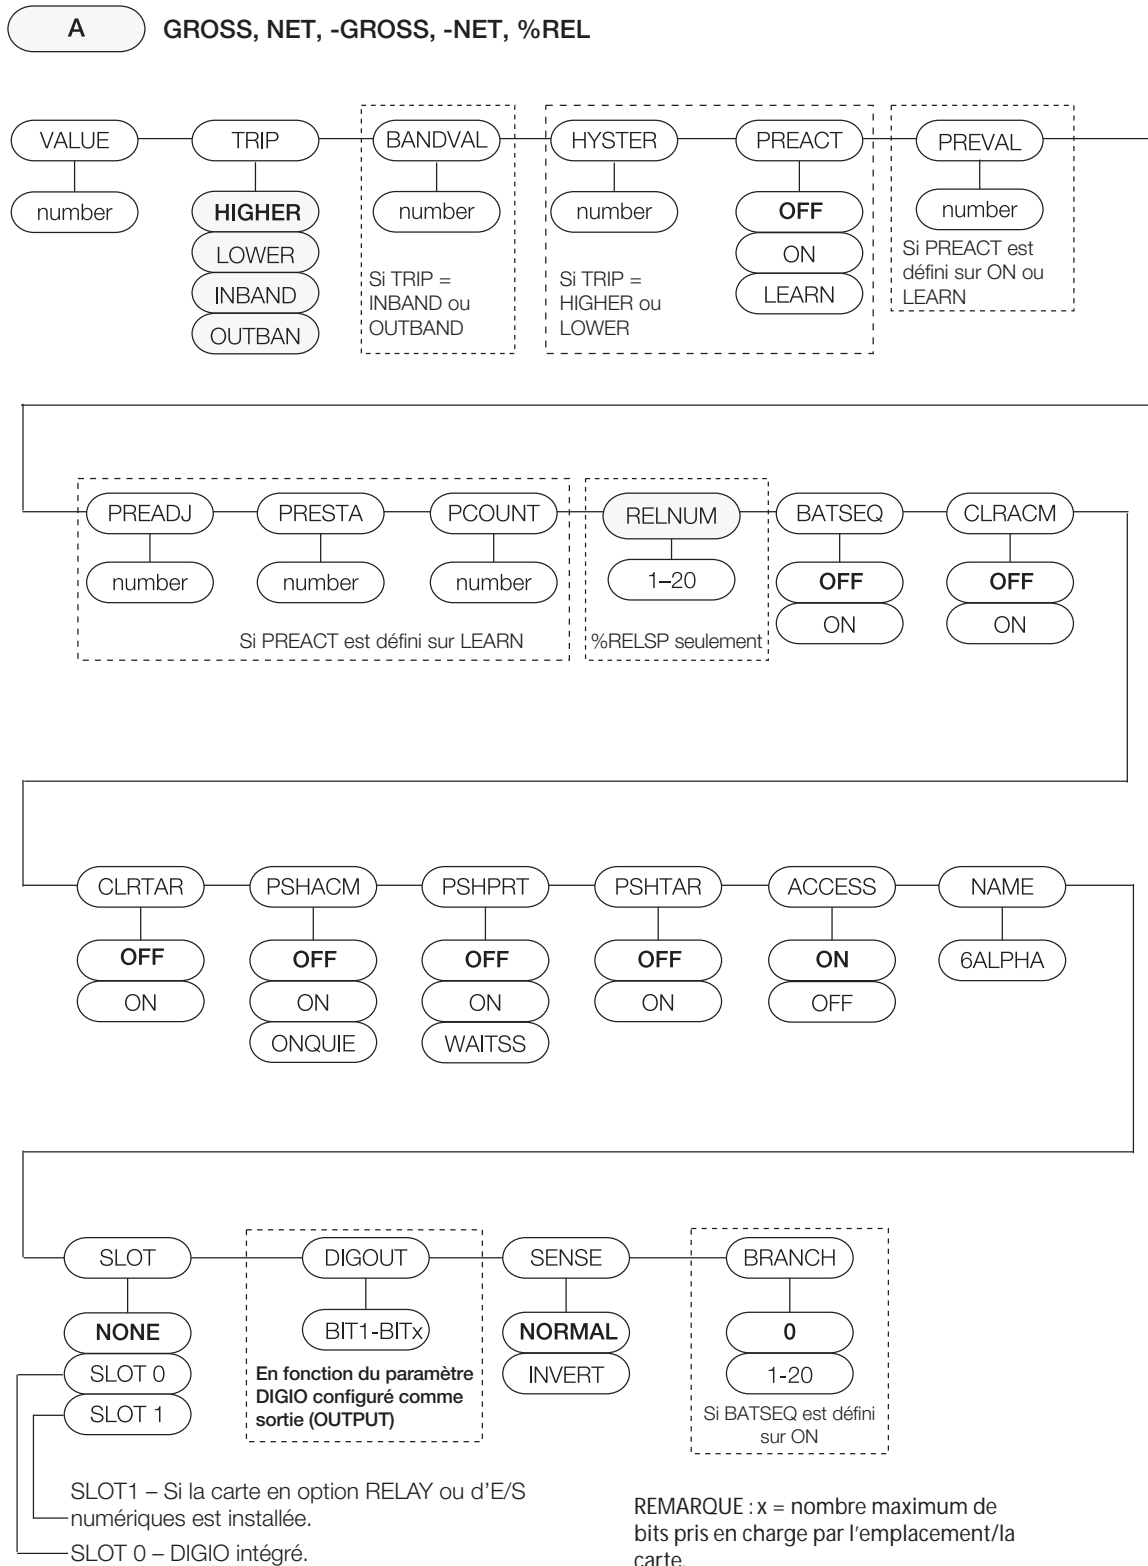 A GROSS, NET, -GROSS, -NET, %REL
VALUE TRIP BANDVAL HYSTER PREACT PREVAL
number HIGHER number number OFF number
LOWER ON
INBAND LEARN
OUTBAN
Si TRIP =
INBAND ou
OUTBAND
Si TRIP =
HIGHER ou
LOWER
Si PREACT est
défini sur ON ou
LEARN
PREADJ PRESTA PCOUNT RELNUM BATSEQ CLRACM
number number number 1–20 OFF OFF
ON ON
Si PREACT est défini sur LEARN
%RELSP seulement
CLRTAR PSHACM PSHPRT PSHTAR ACCESS NAME
OFF OFF OFF OFF ON 6ALPHA
ON ON ON ON OFF
ONQUIE WAITSS
SLOT DIGOUT SENSE BRANCH
NONE BIT1-BITx NORMAL 0
SLOT 0 INVERT 1-20
SLOT 1
En fonction du paramètre
DIGIO configuré comme
sortie (OUTPUT)
Si BATSEQ est défini
sur ON
SLOT1 – Si la carte en option RELAY ou d'E/S
numériques est installée.
SLOT 0 – DIGIO intégré.
REMARQUE : x = nombre maximum de
bits pris en charge par l'emplacement/la
carte.